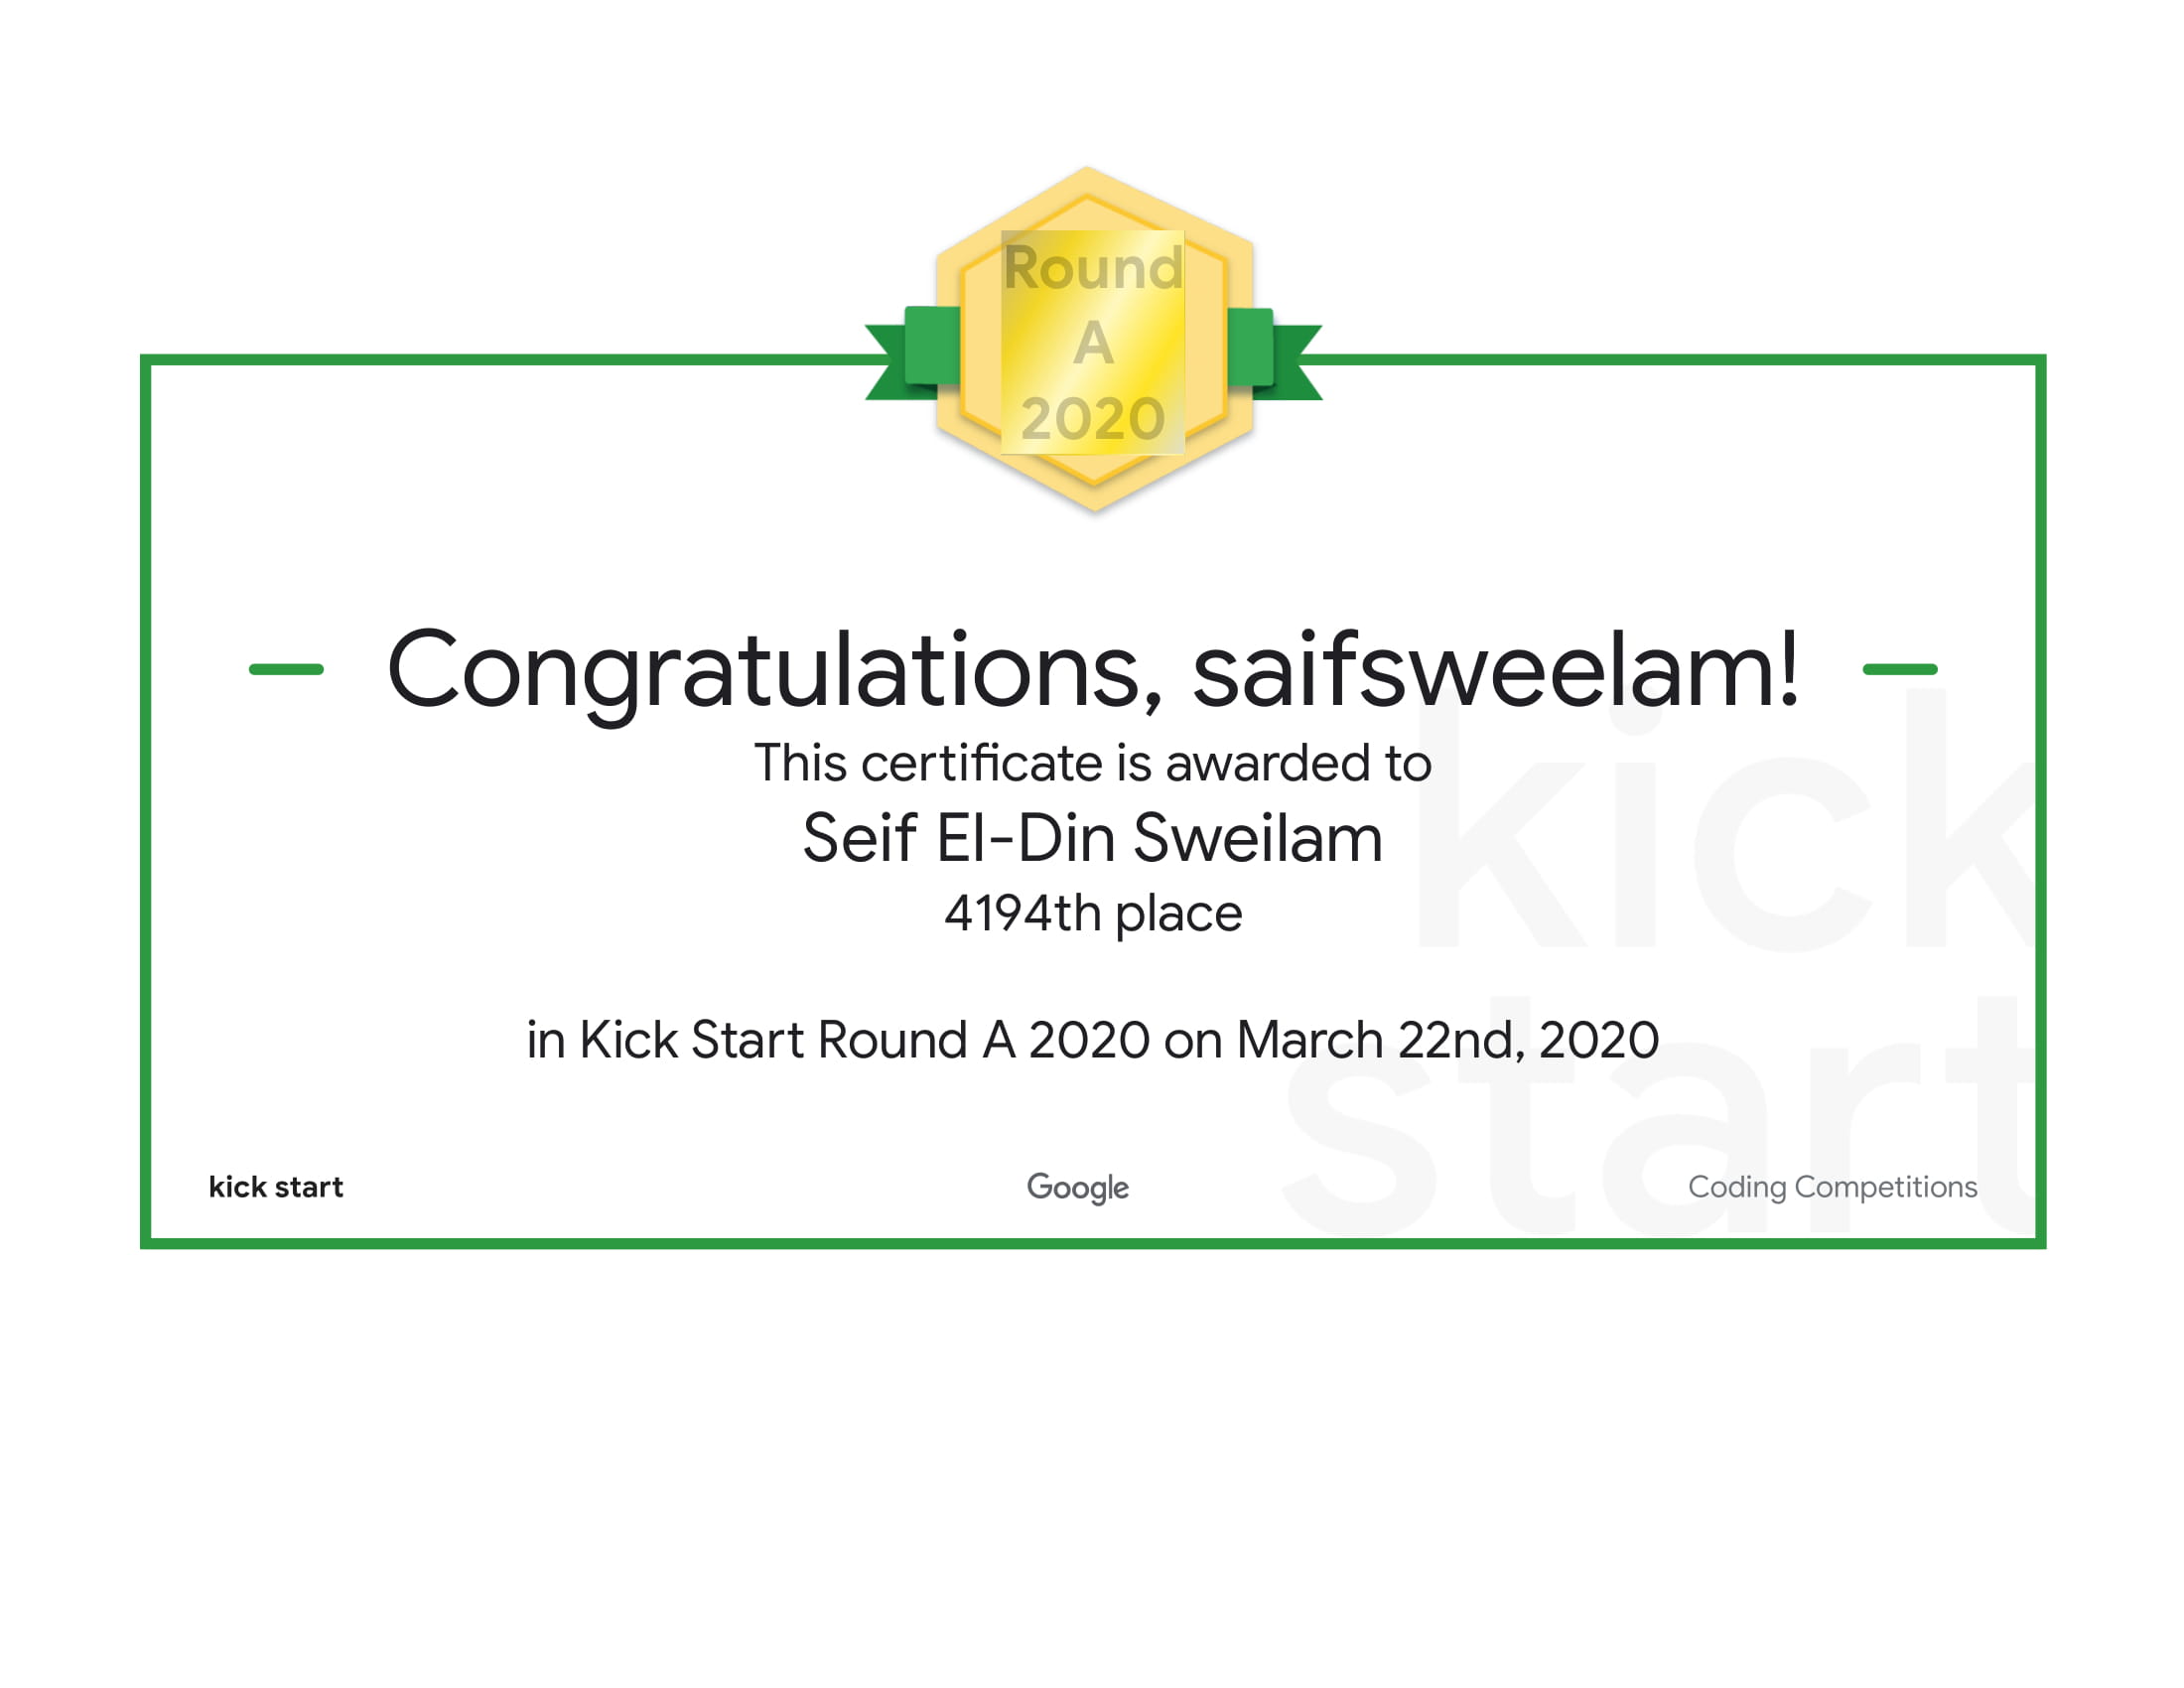 Round
A
2020
Congratulations, saifsweelam!
This certificate is awarded to
Seif El-Din Sweilam
4194th place
in Kick Start Round A 2020 on March 22nd, 2020
kick
start
kick start
Google
Coding Competitions